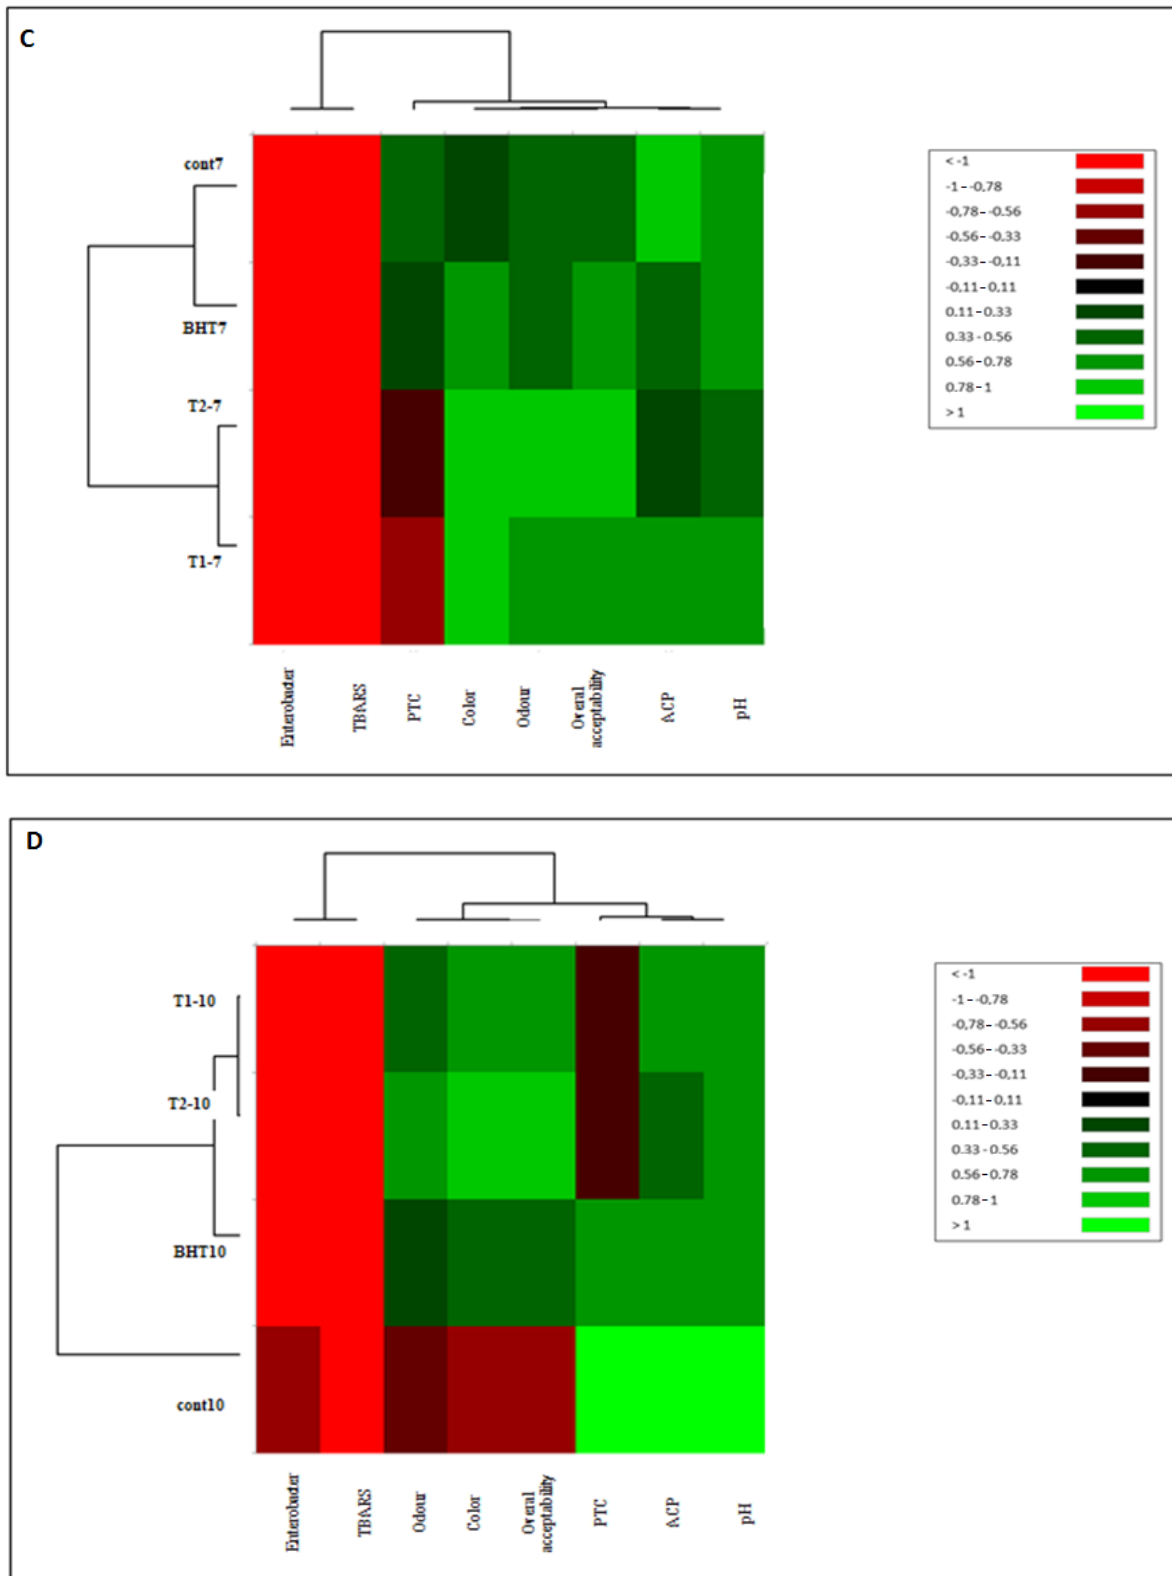 C
cont7
BHT7
T2-7
T1-7
Enterobacter
TBARS
PTC
Color
Odour
Overal
acceptability
ACP
pH
< -1
-1 – -0,78
-0,78 – -0.56
-0,56 – -0.33
-0,33 – -0,11
-0,11 – 0,11
0.11 – 0.33
0.33 - 0.56
0.56 - 0.78
0.78 - 1
> 1
D
T1-10
T2-10
BHT10
cont10
Enterobacter
TBARS
Odour
Color
Overal
acceptability
PTC
ACP
pH
< -1
-1 – -0,78
-0,78 – -0.56
-0,56 – -0.33
-0,33 – -0,11
-0,11 – 0,11
0.11 – 0.33
0.33 - 0.56
0.56 - 0.78
0.78 - 1
> 1